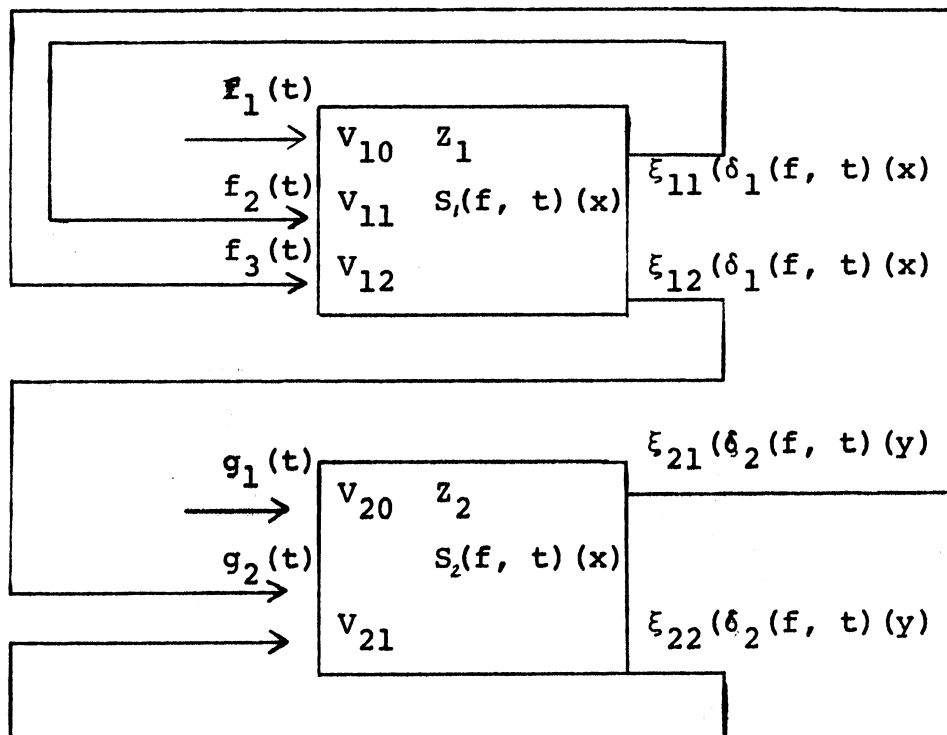 f₁(t)
V₁₀ Z₁
ξ₁₁(δ₁(f, t)(x)
f₂(t)
V₁₁ S₁(f, t)(x)
f₃(t)
V₁₂
ξ₁₂(δ₁(f, t)(x)
ξ₂₁(δ₂(f, t)(y)
g₁(t)
V₂₀ Z₂
g₂(t)
S₂(f, t)(x)
V₂₁
ξ₂₂(δ₂(f, t)(y)